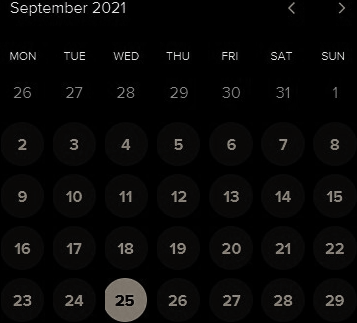 September 2021
MON TUE WED THU FRI SAT SUN
26 27 28 29 30 31 1
2 3 4 5 6 7 8
9 10 11 12 13 14 15
16 17 18 19 20 21 22
23 24 25 26 27 28 29